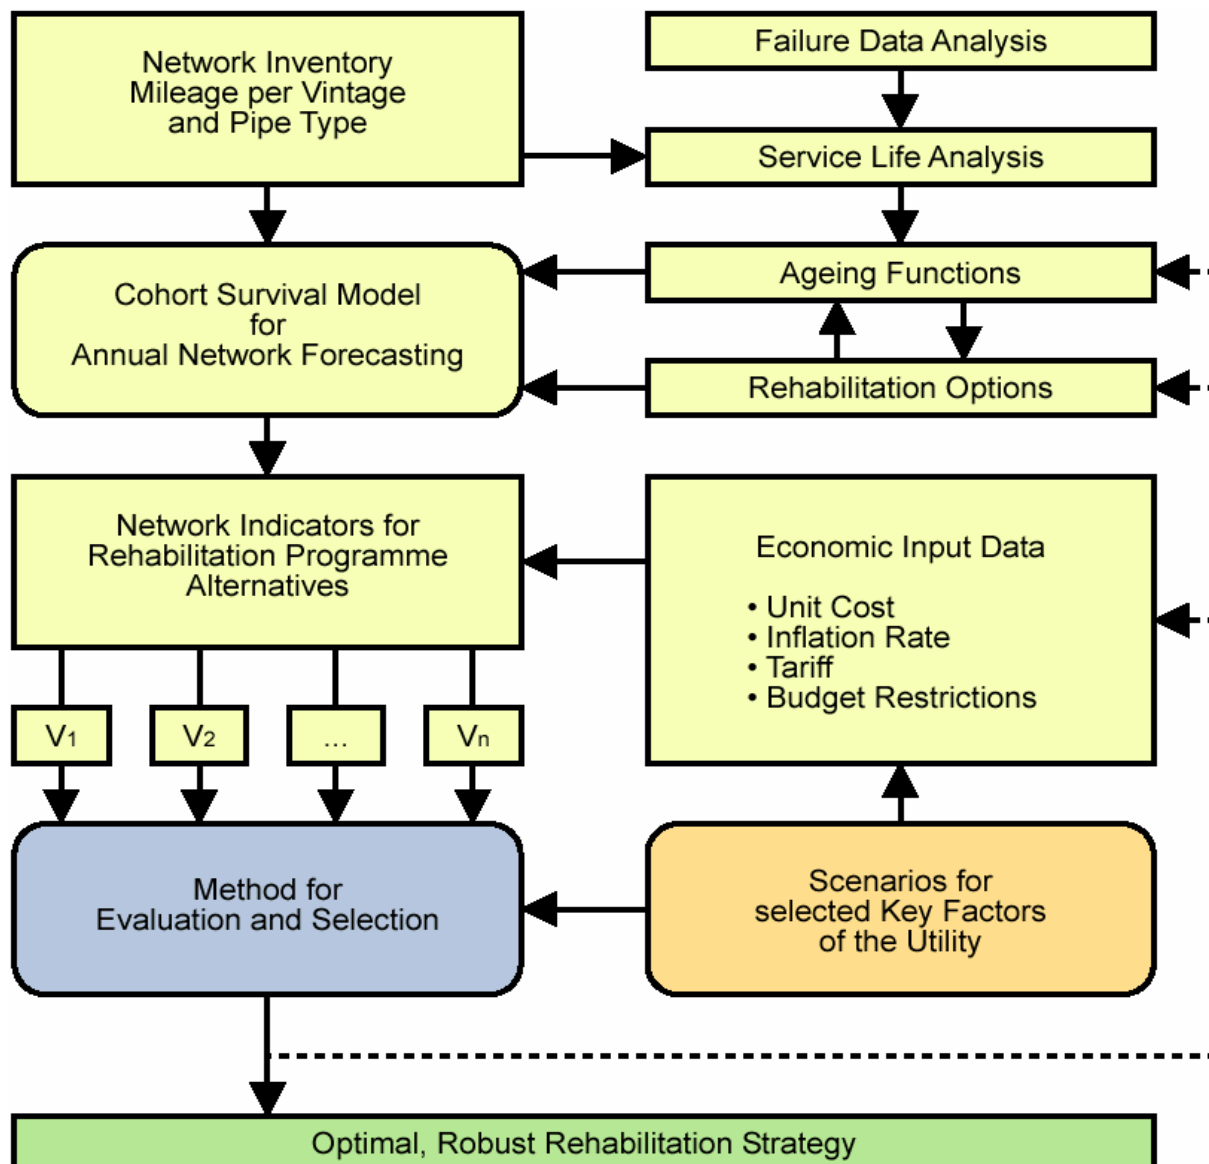 Network Inventory
Mileage per Vintage
and Pipe Type
Failure Data Analysis
Service Life Analysis
Cohort Survival Model
for
Annual Network Forecasting
Ageing Functions
Rehabilitation Options
Network Indicators for
Rehabilitation Programme
Alternatives
Economic Input Data
• Unit Cost
• Inflation Rate
• Tariff
• Budget Restrictions
V1
V2
...
Vn
Method for
Evaluation and Selection
Scenarios for
selected Key Factors
of the Utility
Optimal, Robust Rehabilitation Strategy